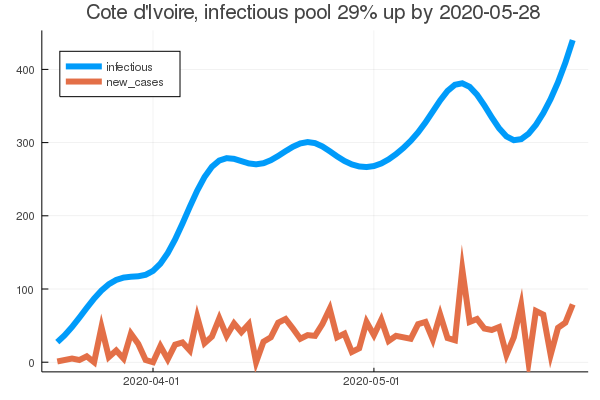 Cote d'Ivoire, infectious pool 29% up by 2020-05-28
infectious
new_cases
400
300
200
100
0
2020-04-01
2020-05-01